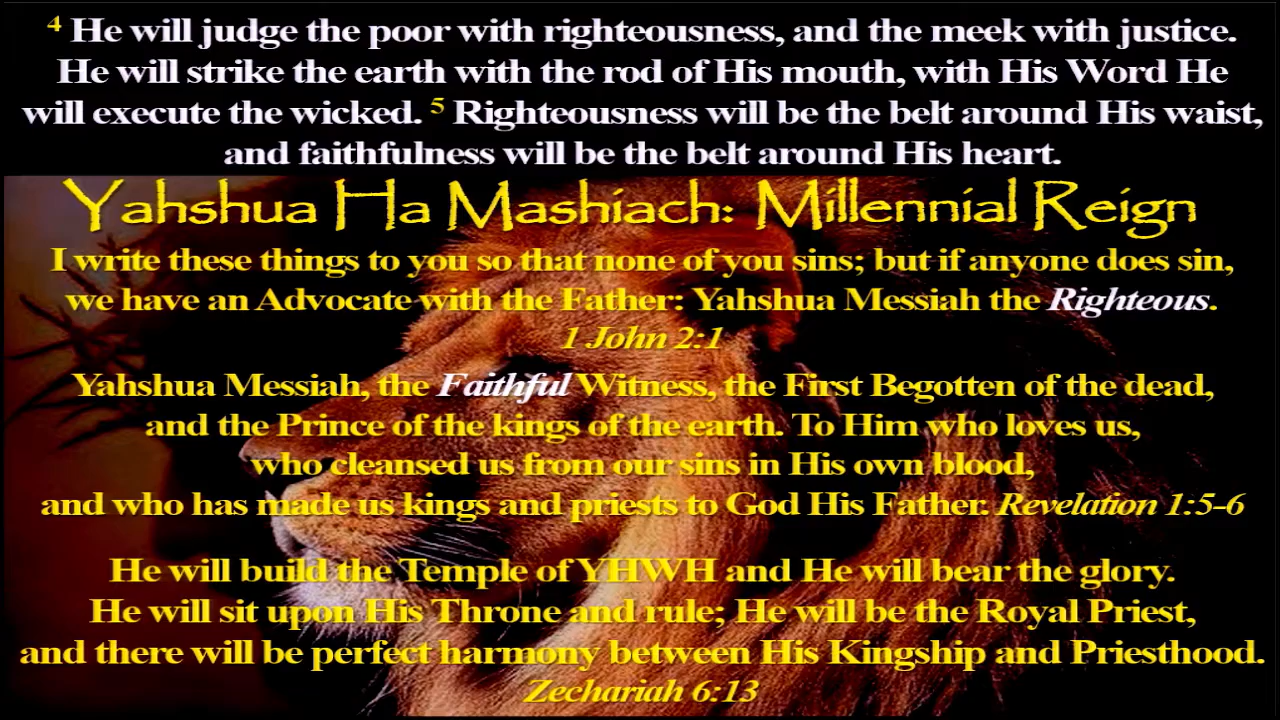 4 He will judge the poor with righteousness, and the meek with justice.
He will strike the earth with the rod of His mouth, with His Word He
will execute the wicked. 5 Righteousness will be the belt around His waist,
and faithfulness will be the belt around His heart.
Yahshua Ha Mashiach: Millennial Reign
I write these things to you so that none of you sins; but if anyone does sin,
we have an Advocate with the Father: Yahshua Messiah the Righteous.
1 John 2:1
Yahshua Messiah, the Faithful Witness, the First Begotten of the dead,
and the Prince of the kings of the earth. To Him who loves us,
who cleansed us from our sins in His own blood,
and who has made us kings and priests to God His Father. Revelation 1:5-6
He will build the Temple of YHWH and He will bear the glory.
He will sit upon His Throne and rule; He will be the Royal Priest,
and there will be perfect harmony between His Kingship and Priesthood.
Zechariah 6:13